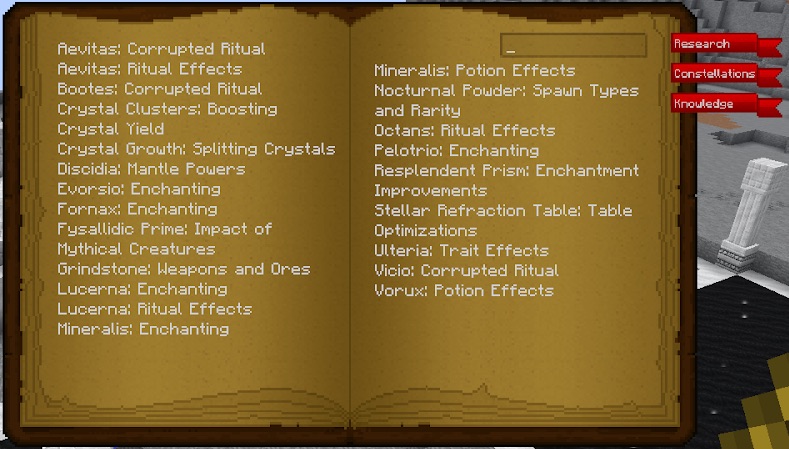 Aevitas: Corrupted Ritual
Aevitas: Ritual Effects
Bootes: Corrupted Ritual
Crystal Clusters: Boosting
Crystal Yield
Crystal Growth: Splitting Crystals
Discidia: Mantle Powers
Evorsio: Enchanting
Fornax: Enchanting
Fysallidic Prime: Impact of
Mythical Creatures
Grindstone: Weapons and Ores
Lucerna: Enchanting
Lucerna: Ritual Effects
Mineralis: Enchanting
_
Mineralis: Potion Effects
Nocturnal Powder: Spawn Types
and Rarity
Octans: Ritual Effects
Pelotrio: Enchanting
Resplendent Prism: Enchantment
Improvements
Stellar Refraction Table: Table
Optimizations
Ulteria: Trait Effects
Vicio: Corrupted Ritual
Vorux: Potion Effects
Research
Constellations
Knowledge